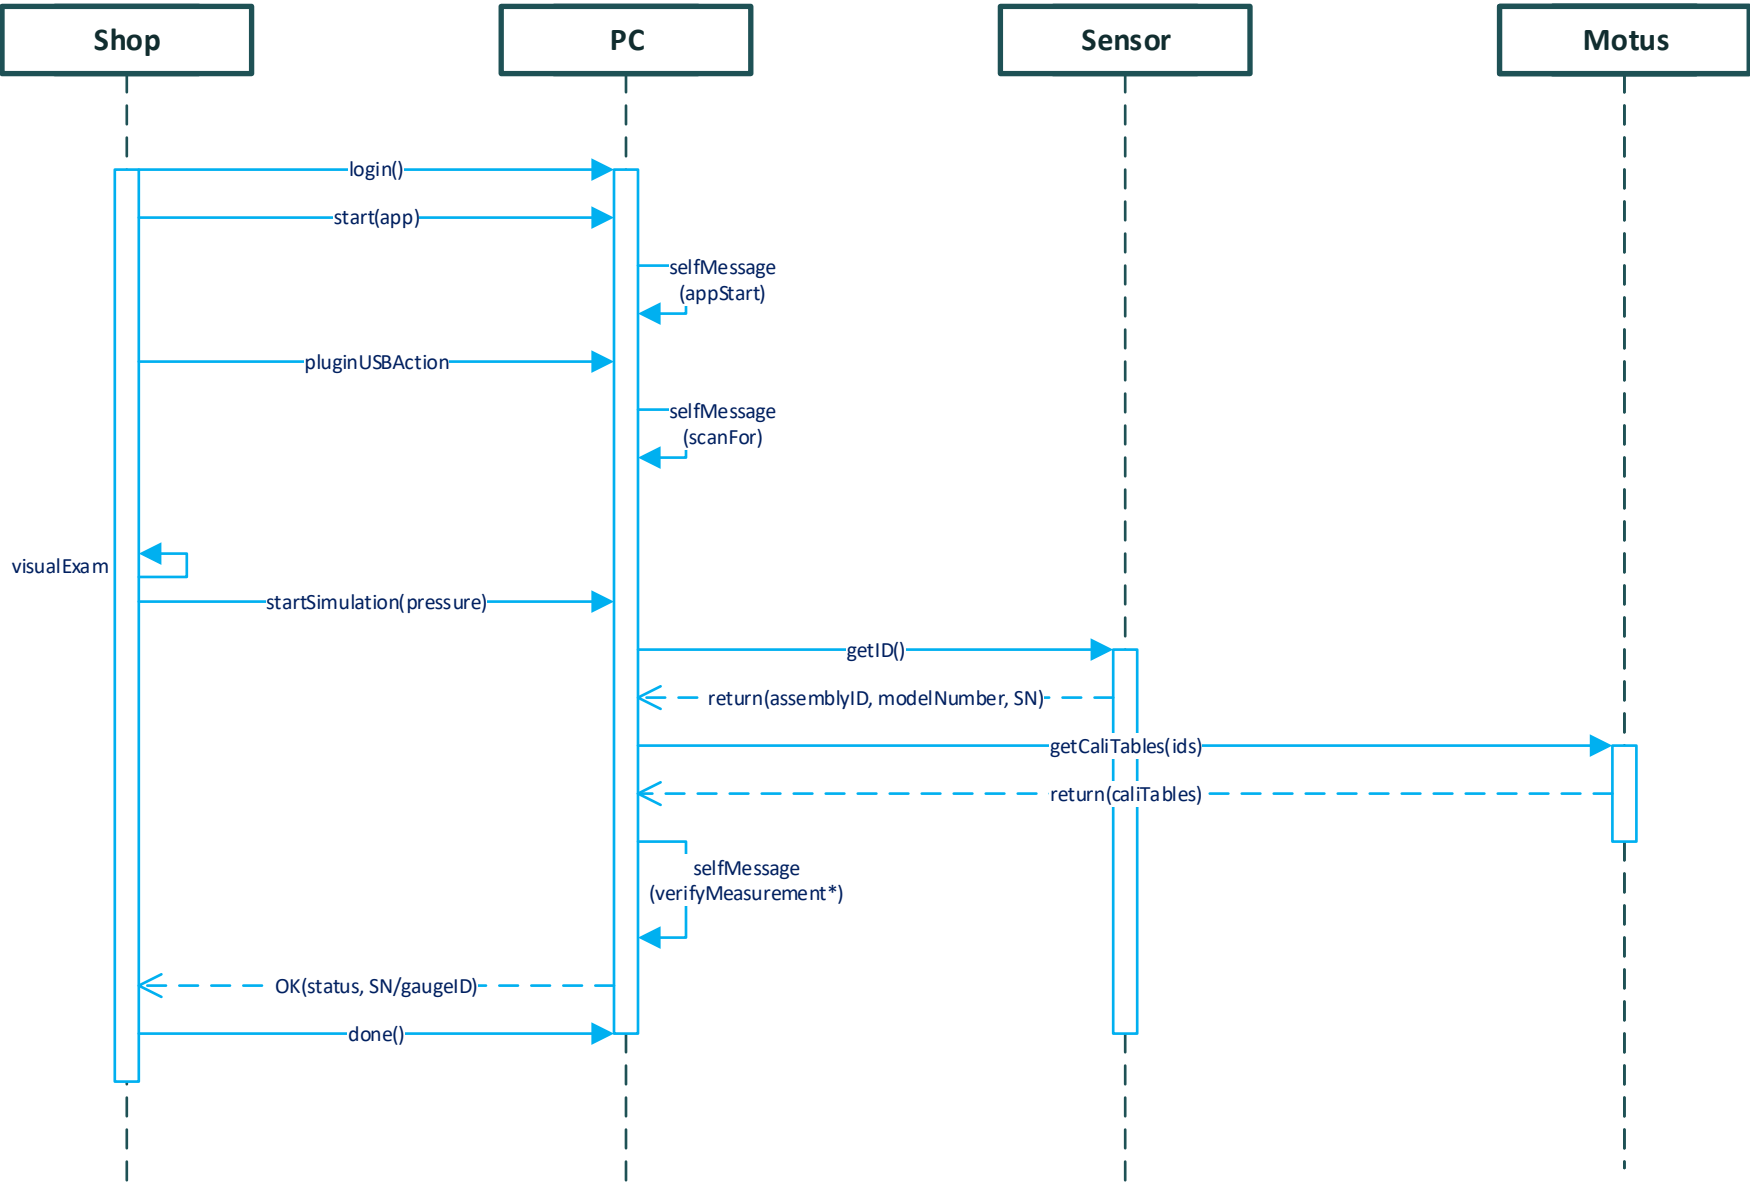 Shop
PC
Sensor
Motus
login()
start(app)
selfMessage
(appStart)
pluginUSBAction
selfMessage
(scanFor)
visualExam
startSimulation(pressure)
getID()
return(assemblyID, modelNumber, SN)
getCaliTables(ids)
return(caliTables)
selfMessage
(verifyMeasurement*)
OK(status, SN/gaugeID)
done()